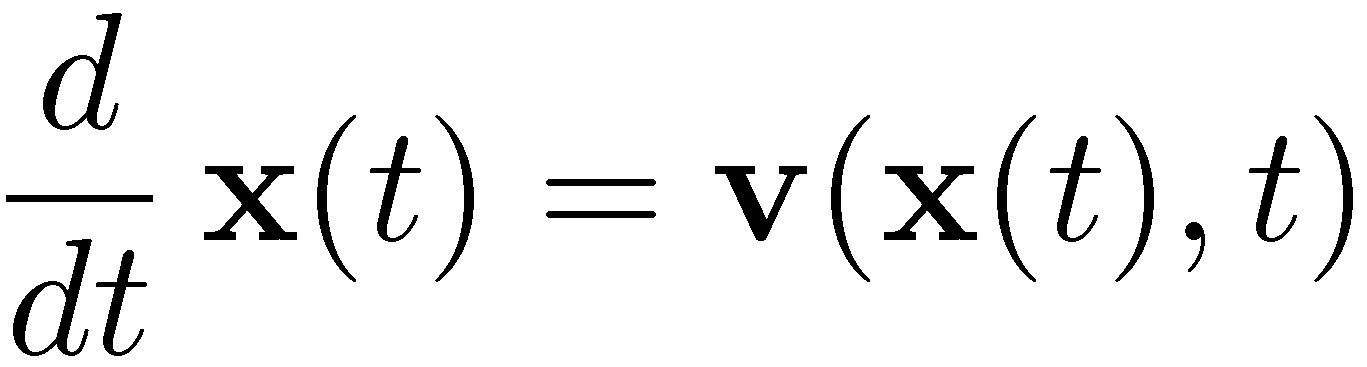 d/dt 𝐱(t) = 𝐯(𝐱(t), t)